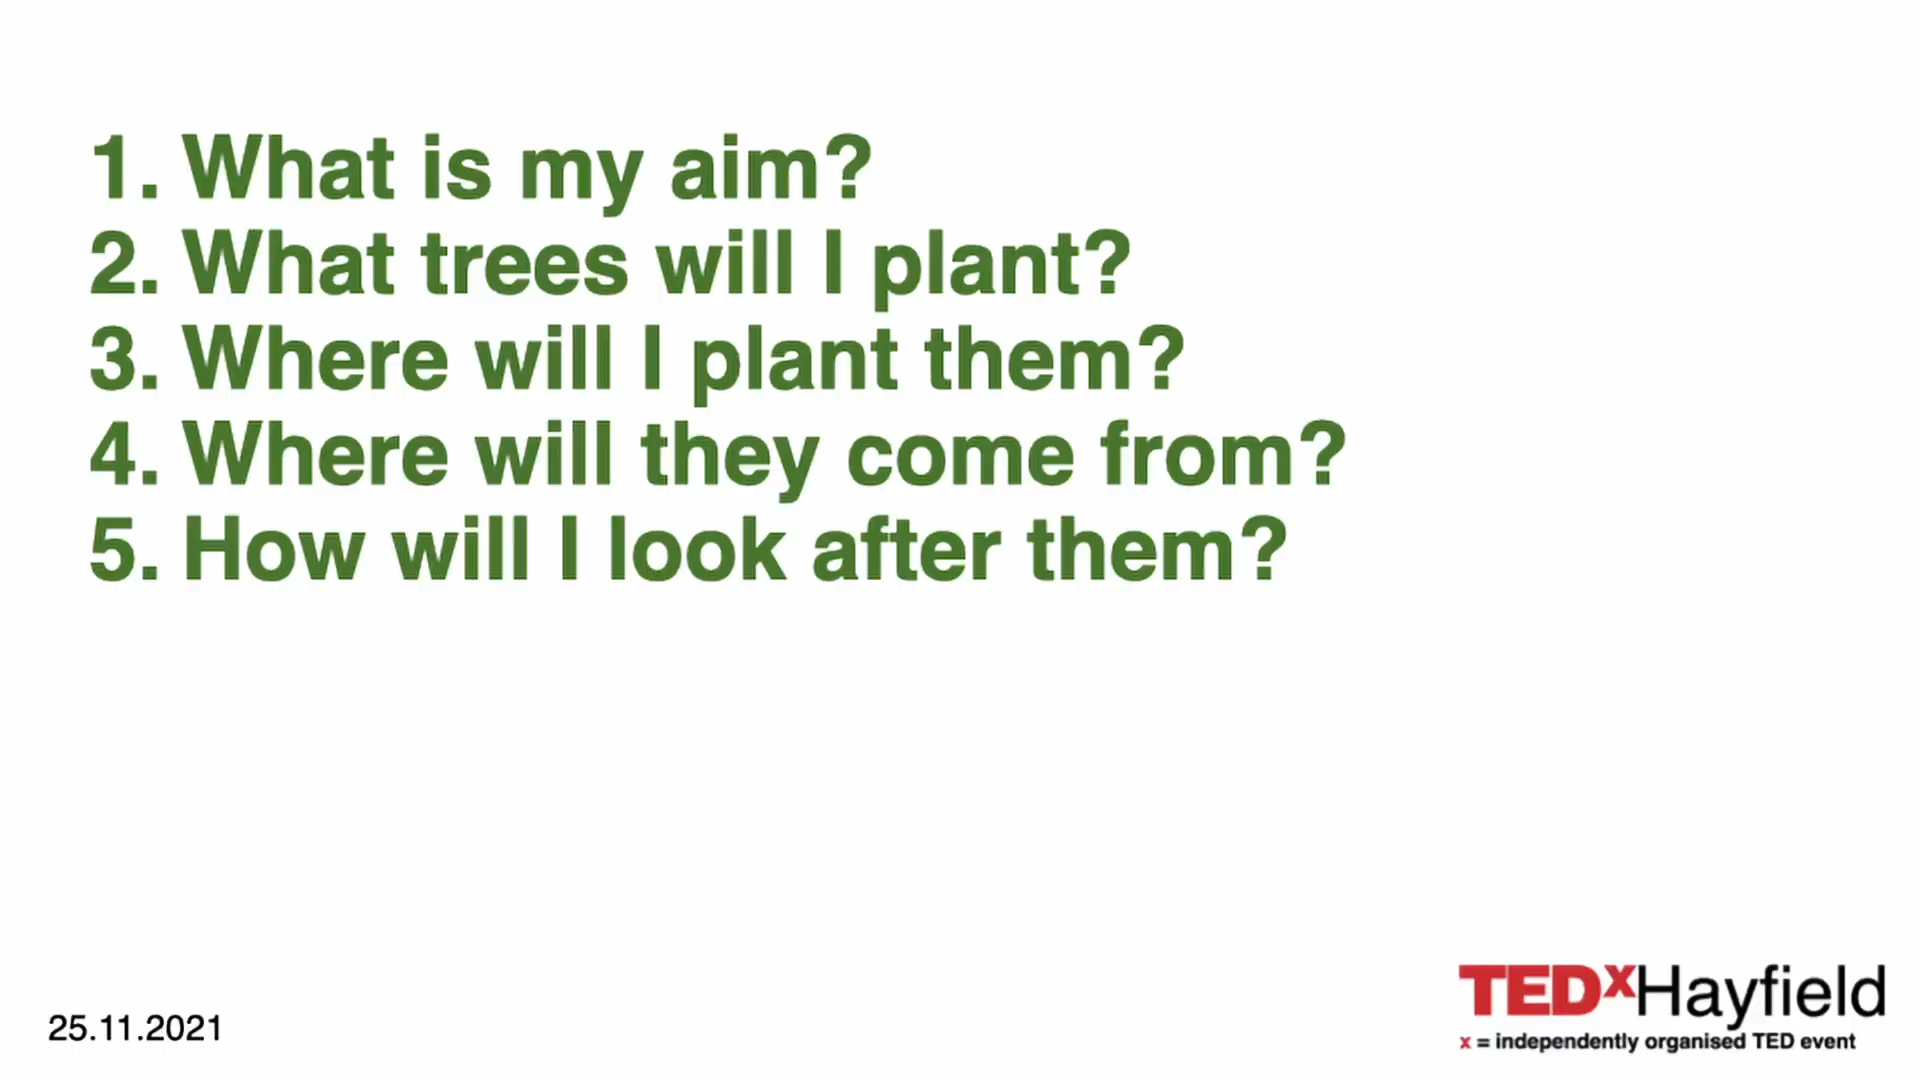 1. What is my aim?
2. What trees will I plant?
3. Where will I plant them?
4. Where will they come from?
5. How will I look after them?
25.11.2021
TEDxHayfield
x = independently organised TED event